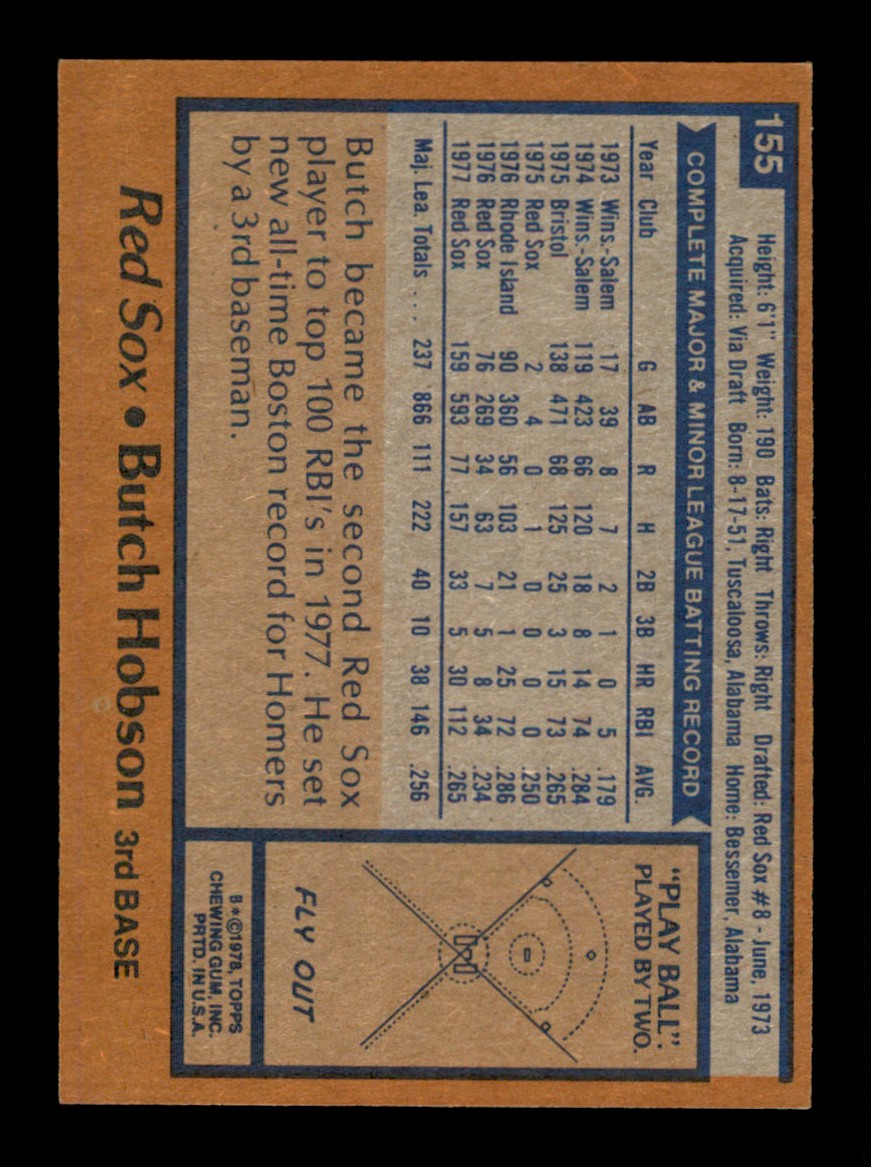 155
Height: 6'1" Weight: 190 Bats: Right Throws: Right Drafted: Red Sox #8 - June, 1973
Acquired: Via Draft Born: 8-17-51, Tuscaloosa, Alabama Home: Bessemer, Alabama
COMPLETE MAJOR & MINOR LEAGUE BATTING RECORD
Year Club G AB R H 2B 3B HR RBI AVG.
1973 Wins.-Salem 17 39 8 7 2 1 0 5 .179
1974 Wins.-Salem 119 423 66 120 18 8 14 74 .284
1975 Bristol 138 471 68 125 25 3 15 73 .265
1975 Red Sox 2 4 0 1 0 0 0 0 .250
1976 Rhode Island 90 360 56 103 21 1 25 72 .286
1976 Red Sox 76 269 34 63 7 5 8 34 .234
1977 Red Sox 159 593 77 157 33 5 30 112 .265
Maj. Lea. Totals . . . 237 866 111 222 40 10 38 146 .256
Butch became the second Red Sox
player to top 100 RBI's in 1977. He set
new all-time Boston record for Homers
by a 3rd baseman.
"PLAY BALL":
PLAYED BY TWO.
FLY OUT
B*©1978, TOPPS
CHEWING GUM, INC.
PRTD. IN U.S.A.
Red Sox • Butch Hobson 3rd BASE